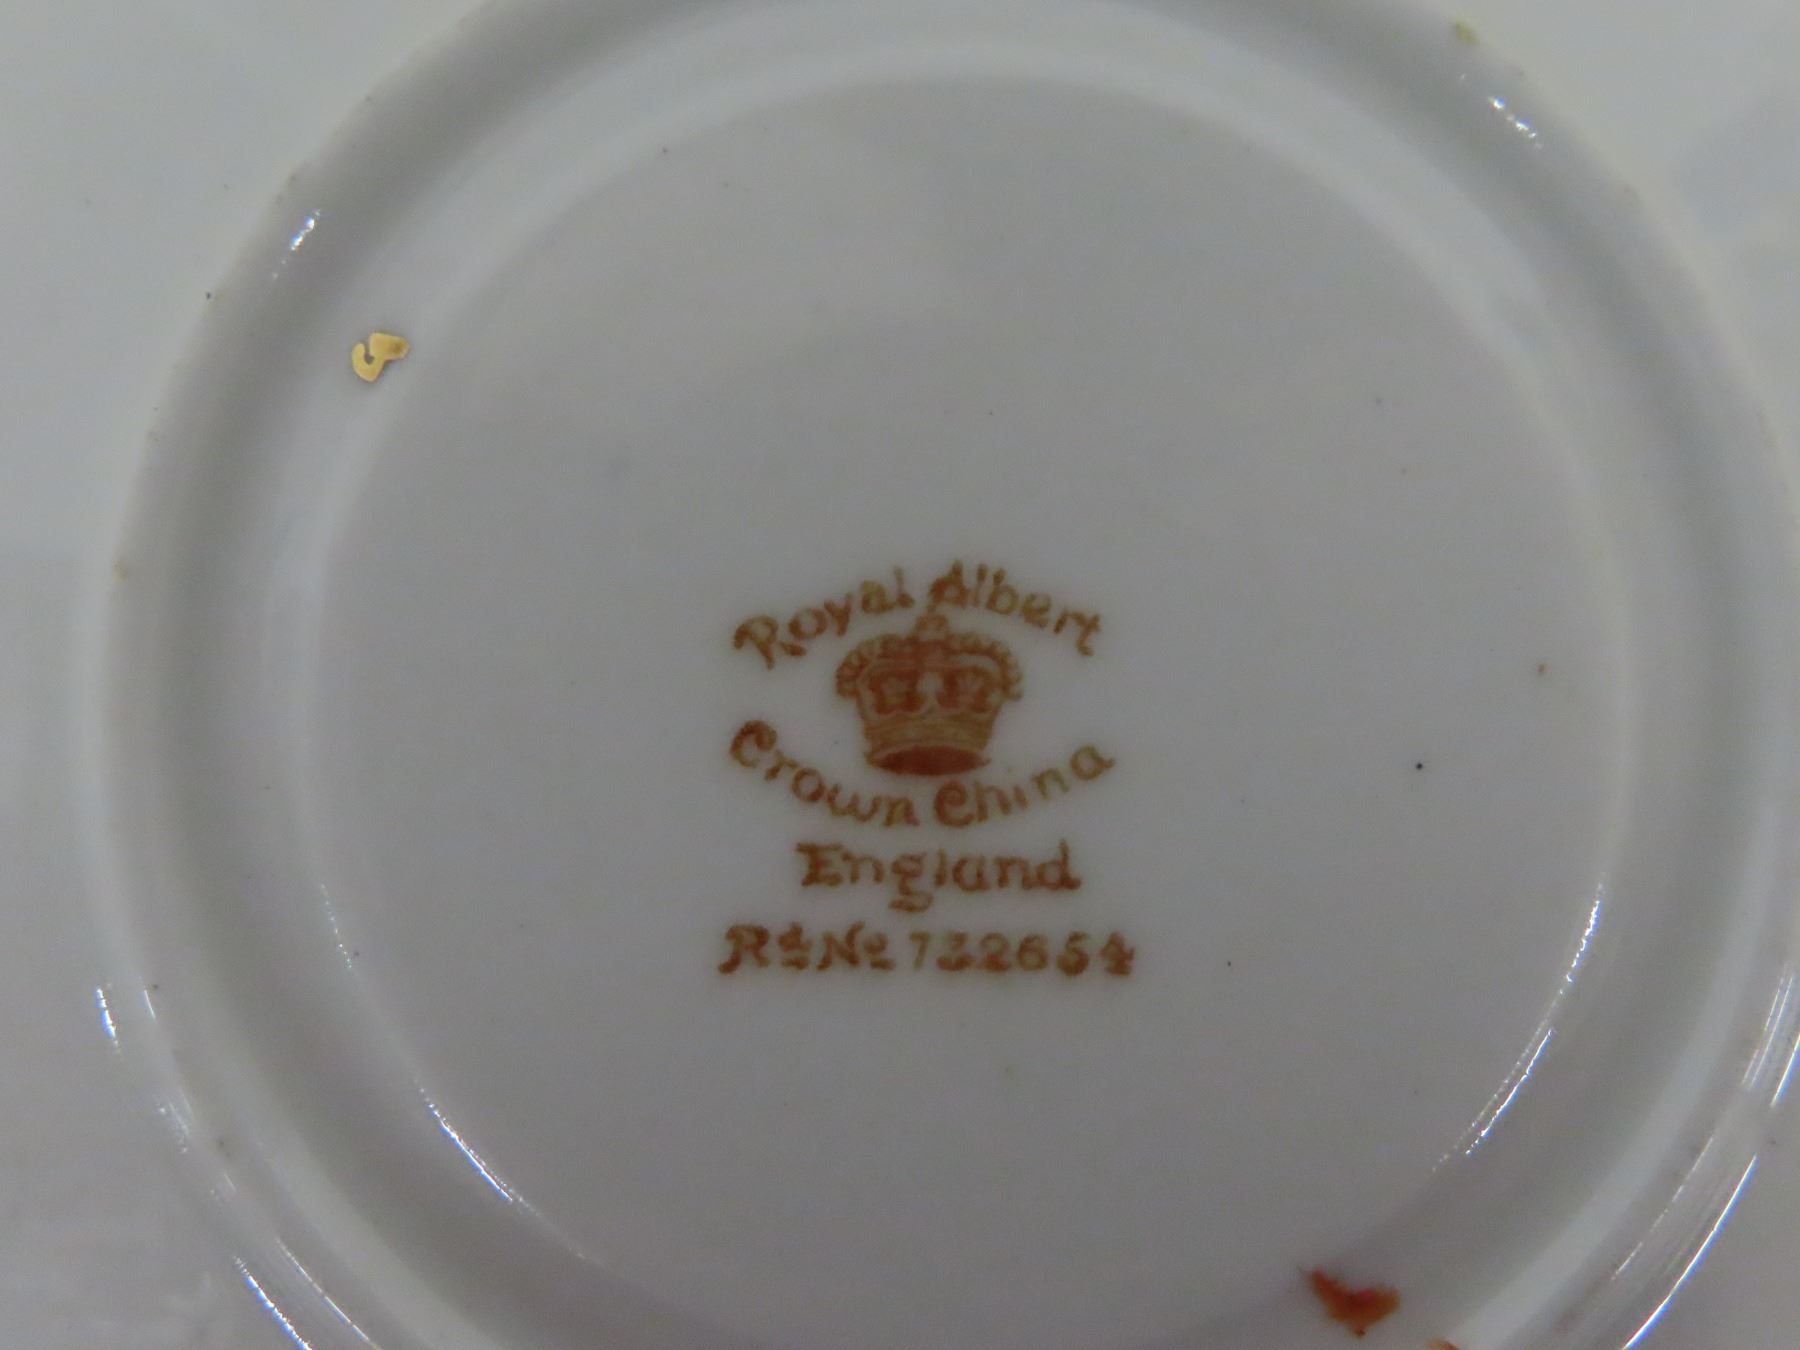 Royal Albert
Crown China
England
Rd No 732654